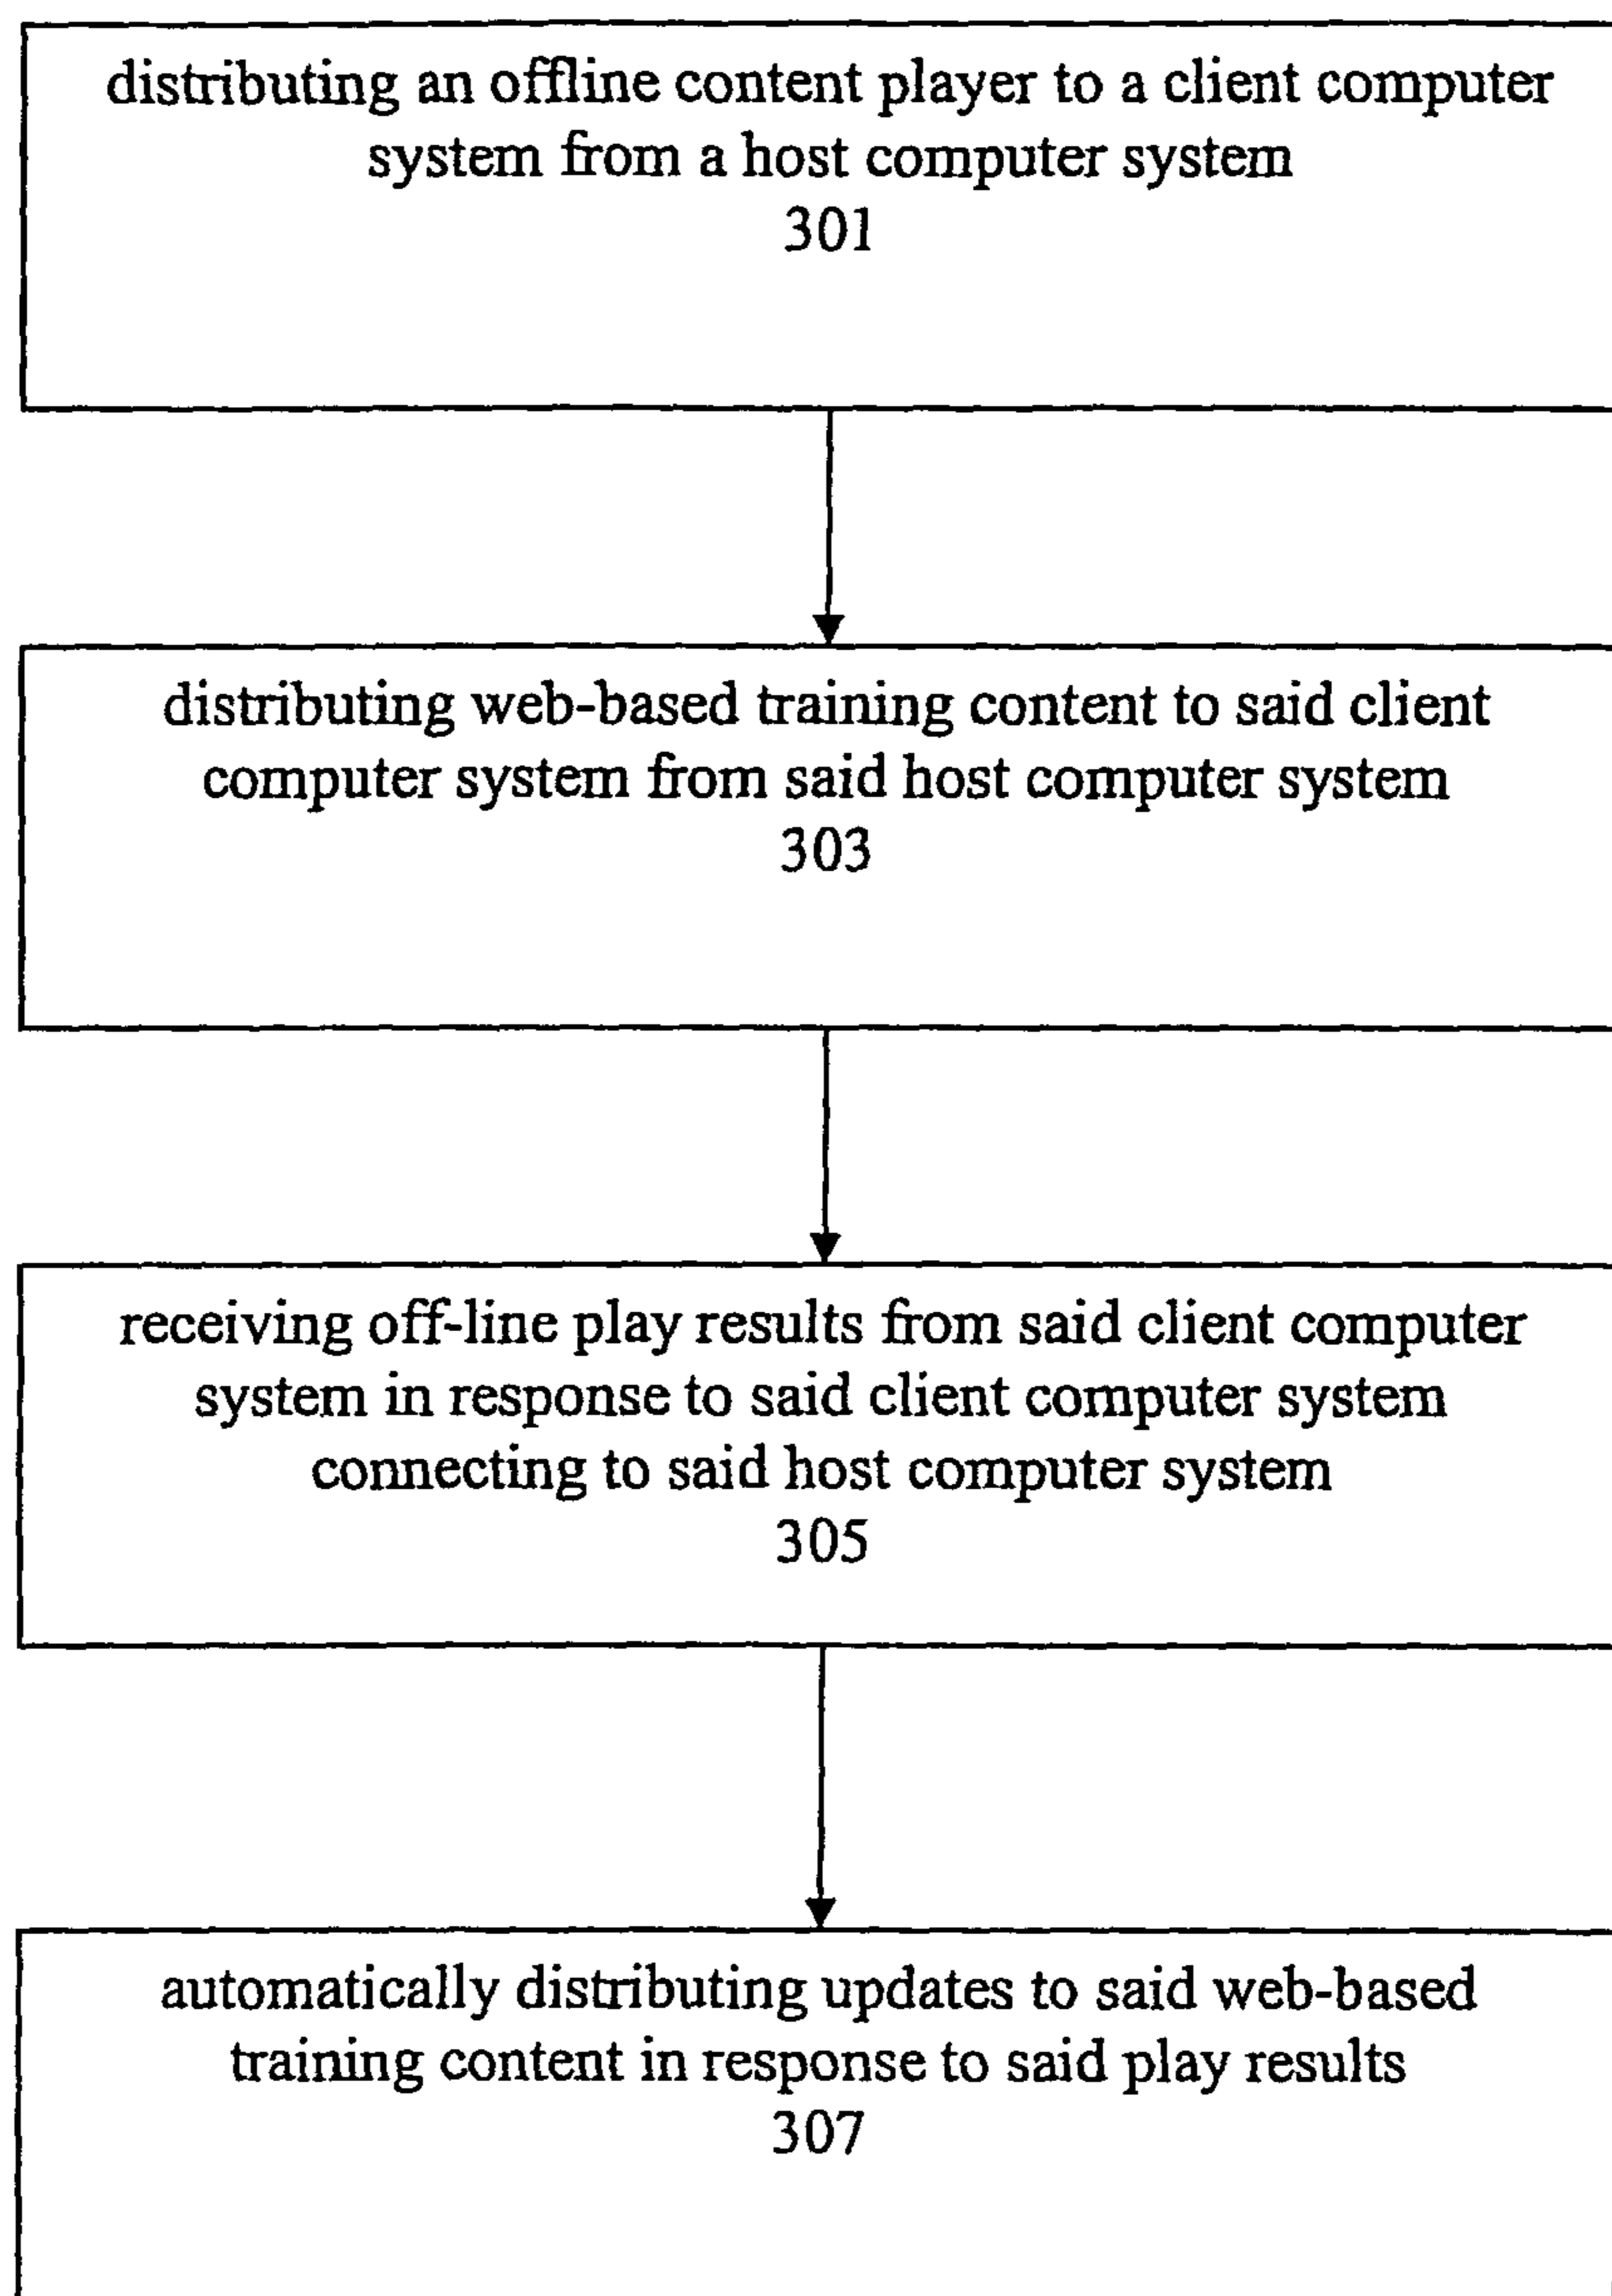 distributing an offline content player to a client computer
system from a host computer system
301
distributing web-based training content to said client
computer system from said host computer system
303
receiving off-line play results from said client computer
system in response to said client computer system
connecting to said host computer system
305
automatically distributing updates to said web-based
training content in response to said play results
307